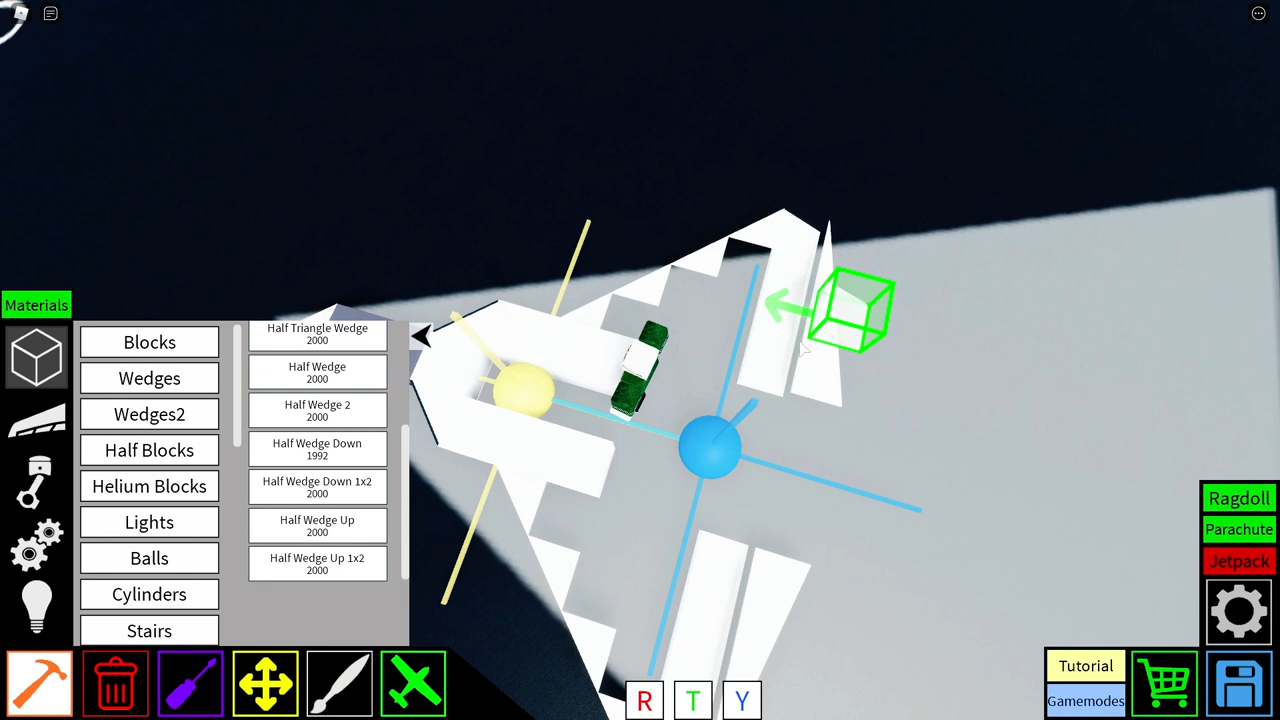 Materials
Blocks
Wedges
Wedges2
Half Blocks
Helium Blocks
Lights
Balls
Cylinders
Stairs
Half Triangle Wedge
2000
Half Wedge
2000
Half Wedge 2
2000
Half Wedge Down
1992
Half Wedge Down 1x2
2000
Half Wedge Up
2000
Half Wedge Up 1x2
2000
R T Y
Ragdoll
Parachute
Jetpack
Tutorial
Gamemodes